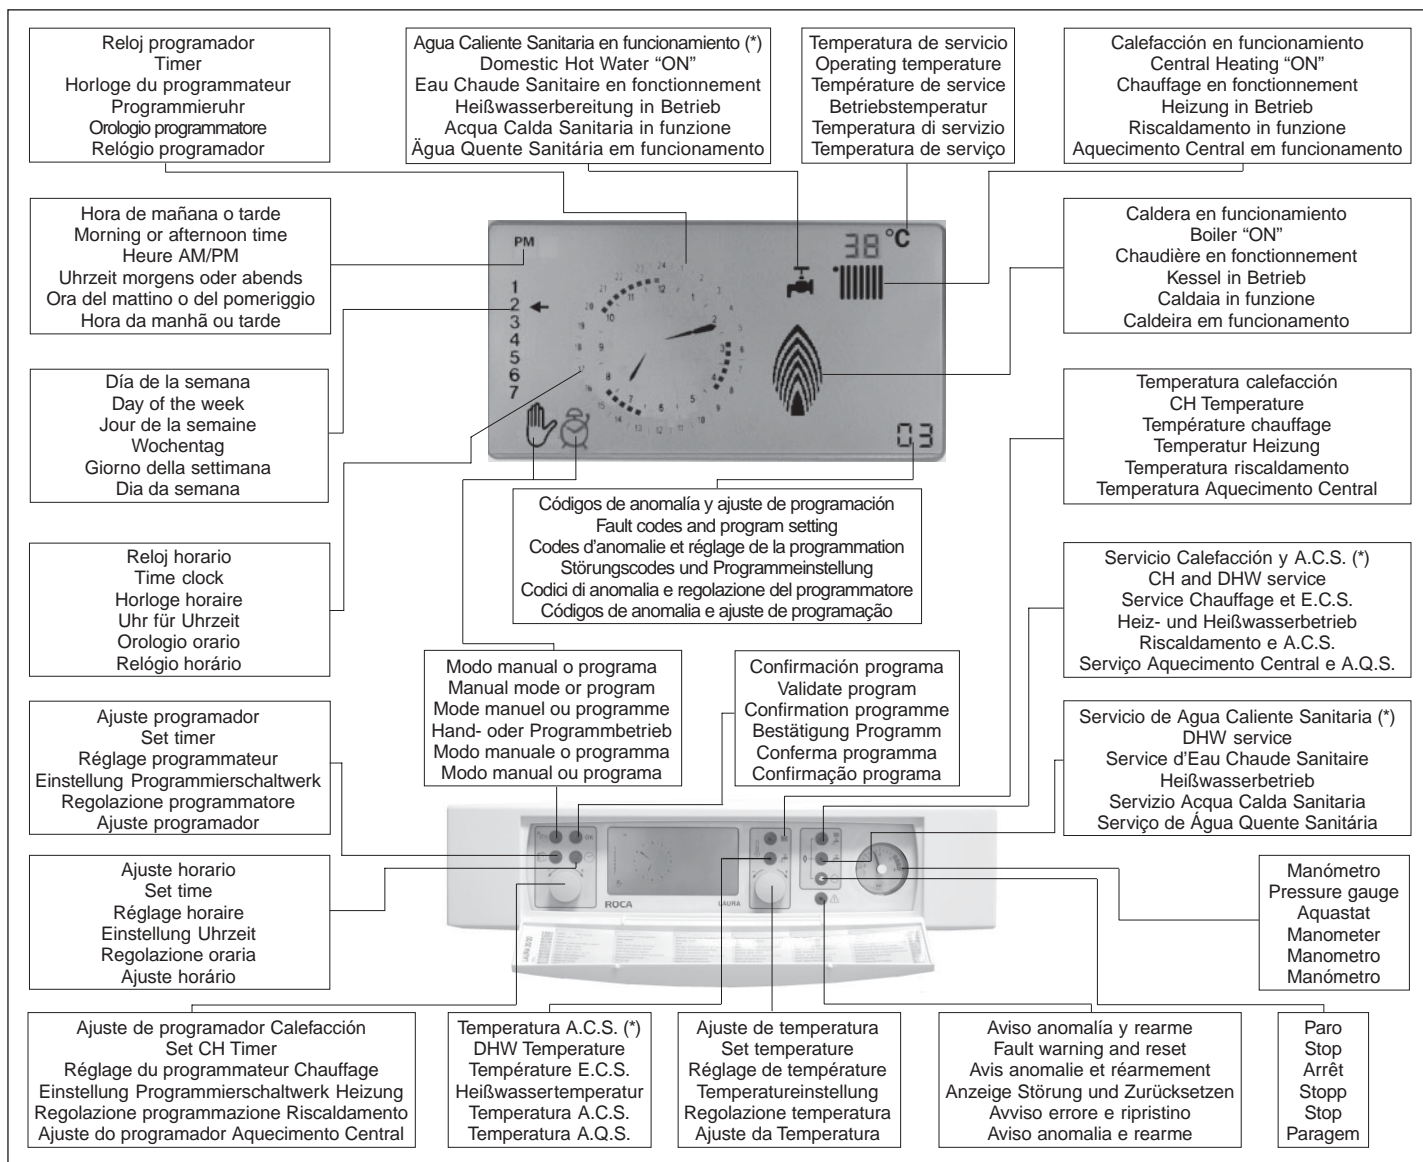 Reloj programador
Timer
Horloge du programmateur
Programmieruhr
Orologio programmatore
Relógio programador
Agua Caliente Sanitaria en funcionamiento (*)
Domestic Hot Water “ON”
Eau Chaude Sanitaire en fonctionnement
Heißwasserbereitung in Betrieb
Acqua Calda Sanitaria in funzione
Ägua Quente Sanitária em funcionamento
Temperatura de servicio
Operating temperature
Température de service
Betriebstemperatur
Temperatura di servizio
Temperatura de serviço
Calefacción en funcionamiento
Central Heating “ON”
Chauffage en fonctionnement
Heizung in Betrieb
Riscaldamento in funzione
Aquecimento Central em funcionamento
Hora de mañana o tarde
Morning or afternoon time
Heure AM/PM
Uhrzeit morgens oder abends
Ora del mattino o del pomeriggio
Hora da manhã ou tarde
PM
38 °C
1
2
3
4
5
6
7
03
Caldera en funcionamiento
Boiler “ON”
Chaudière en fonctionnement
Kessel in Betrieb
Caldaia in funzione
Caldeira em funcionamento
Día de la semana
Day of the week
Jour de la semaine
Wochentag
Giorno della settimana
Dia da semana
Temperatura calefacción
CH Temperature
Température chauffage
Temperatur Heizung
Temperatura riscaldamento
Temperatura Aquecimento Central
Códigos de anomalía y ajuste de programación
Fault codes and program setting
Codes d’anomalie et réglage de la programmation
Störungscodes und Programmeinstellung
Codici di anomalia e regolazione del programmatore
Códigos de anomalia e ajuste de programação
Reloj horario
Time clock
Horloge horaire
Uhr für Uhrzeit
Orologio orario
Relógio horário
Servicio Calefacción y A.C.S. (*)
CH and DHW service
Service Chauffage et E.C.S.
Heiz- und Heißwasserbetrieb
Riscaldamento e A.C.S.
Serviço Aquecimento Central e A.Q.S.
Modo manual o programa
Manual mode or program
Mode manuel ou programme
Hand- oder Programmbetrieb
Modo manuale o programma
Modo manual ou programa
Confirmación programa
Validate program
Confirmation programme
Bestätigung Programm
Conferma programma
Confirmação programa
Ajuste programador
Set timer
Réglage programmateur
Einstellung Programmierschaltwerk
Regolazione programmatore
Ajuste programador
Servicio de Agua Caliente Sanitaria (*)
DHW service
Service d’Eau Chaude Sanitaire
Heißwasserbetrieb
Servizio Acqua Calda Sanitaria
Serviço de Água Quente Sanitária
OK
ROCA
LAURA
Ajuste horario
Set time
Réglage horaire
Einstellung Uhrzeit
Regolazione oraria
Ajuste horário
Manómetro
Pressure gauge
Aquastat
Manometer
Manometro
Manómetro
Ajuste de programador Calefacción
Set CH Timer
Réglage du programmateur Chauffage
Einstellung Programmierschaltwerk Heizung
Regolazione programmazione Riscaldamento
Ajuste do programador Aquecimento Central
Temperatura A.C.S. (*)
DHW Temperature
Température E.C.S.
Heißwassertemperatur
Temperatura A.C.S.
Temperatura A.Q.S.
Ajuste de temperatura
Set temperature
Réglage de température
Temperatureinstellung
Regolazione temperatura
Ajuste da Temperatura
Aviso anomalía y rearme
Fault warning and reset
Avis anomalie et réarmement
Anzeige Störung und Zurücksetzen
Avviso errore e ripristino
Aviso anomalia e rearme
Paro
Stop
Arrêt
Stopp
Stop
Paragem